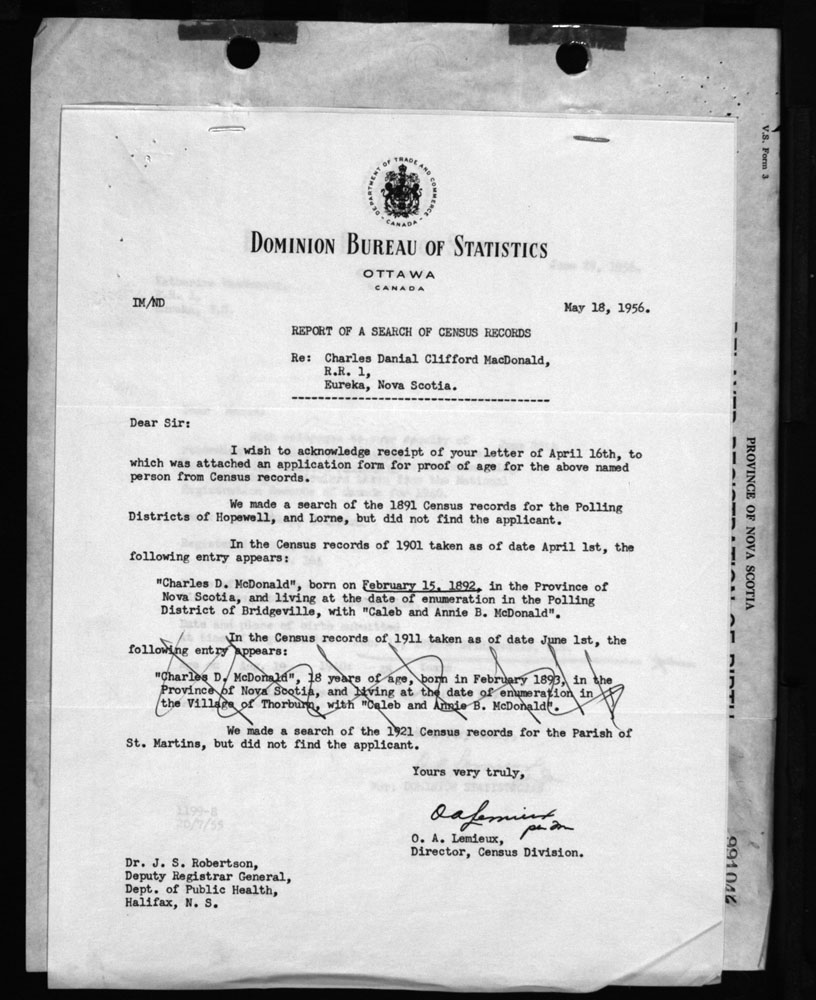 DEPARTMENT OF TRADE AND COMMERCE
CANADA
DOMINION BUREAU OF STATISTICS
OTTAWA
CANADA
IM/ND
May 18, 1956.
REPORT OF A SEARCH OF CENSUS RECORDS
Re: Charles Danial Clifford MacDonald,
R.R. 1,
Eureka, Nova Scotia.
Dear Sir:
I wish to acknowledge receipt of your letter of April 16th, to
which was attached an application form for proof of age for the above named
person from Census records.
We made a search of the 1891 Census records for the Polling
Districts of Hopewell, and Lorne, but did not find the applicant.
In the Census records of 1901 taken as of date April 1st, the
following entry appears:
"Charles D. McDonald", born on February 15, 1892, in the Province of
Nova Scotia, and living at the date of enumeration in the Polling
District of Bridgeville, with "Caleb and Annie B. McDonald".
In the Census records of 1911 taken as of date June 1st, the
following entry appears:
"Charles D. McDonald", 18 years of age, born in February 1893, in the
Province of Nova Scotia, and living at the date of enumeration in
the Village of Thorburn, with "Caleb and Annie B. McDonald".
We made a search of the 1921 Census records for the Parish of
St. Martins, but did not find the applicant.
Yours very truly,
O A Lemieux
per
O. A. Lemieux,
Director, Census Division.
Dr. J. S. Robertson,
Deputy Registrar General,
Dept. of Public Health,
Halifax, N. S.
V.S. Form 3
PROVINCE OF NOVA SCOTIA